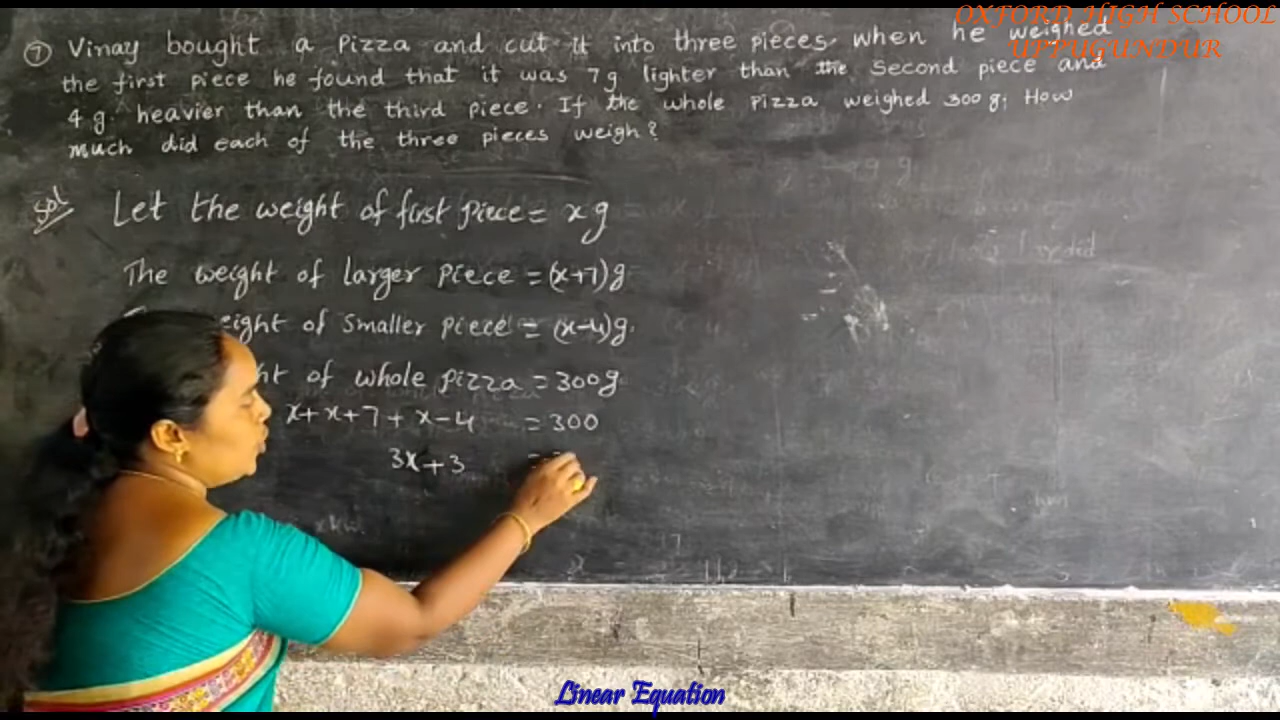 OXFORD HIGH SCHOOL
UPPUGUNDUR
7 Vinay bought a pizza and cut it into three pieces, when he weighed
the first piece he found that it was 7g lighter than the second piece and
4 g. heavier than the third piece. If the whole pizza weighed 300 g; How
much did each of the three pieces weigh?
Sol
Let the weight of first piece = x g
The weight of larger piece = (x+7)g
of smaller piece = (x-4)g.
of whole pizza = 300g
x+x+7+x-4 = 300
3x+3 =
Linear Equation